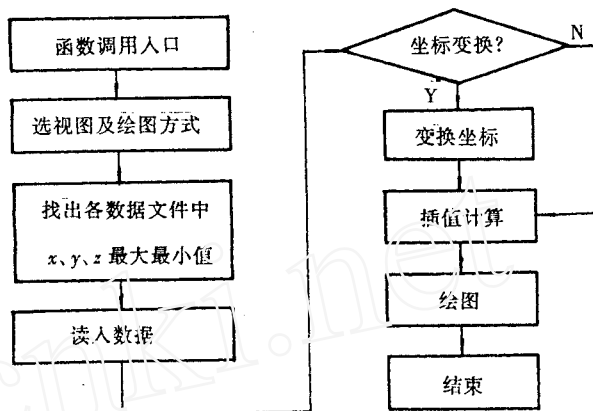 函数调用入口
选视图及绘图方式
找出各数据文件中
x、y、z 最大最小值
读入数据
坐标变换?
N
Y
变换坐标
插值计算
绘图
结束
nki.net